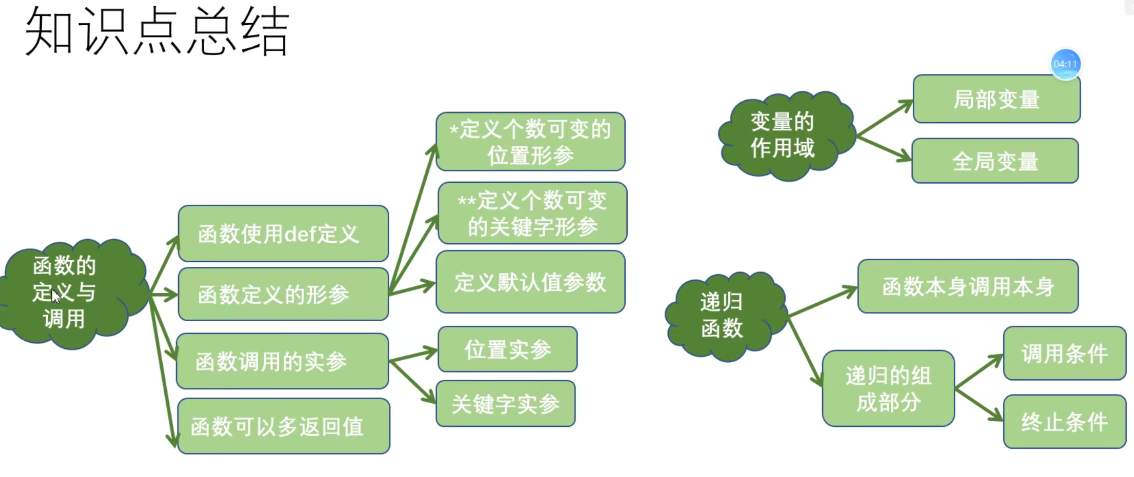 知识点总结
04:11
函数的
定义与
调用
函数使用def定义
函数定义的形参
函数调用的实参
函数可以多返回值
*定义个数可变的
位置形参
**定义个数可变
的关键字形参
定义默认值参数
位置实参
关键字实参
变量的
作用域
局部变量
全局变量
递归
函数
函数本身调用本身
递归的组
成部分
调用条件
终止条件